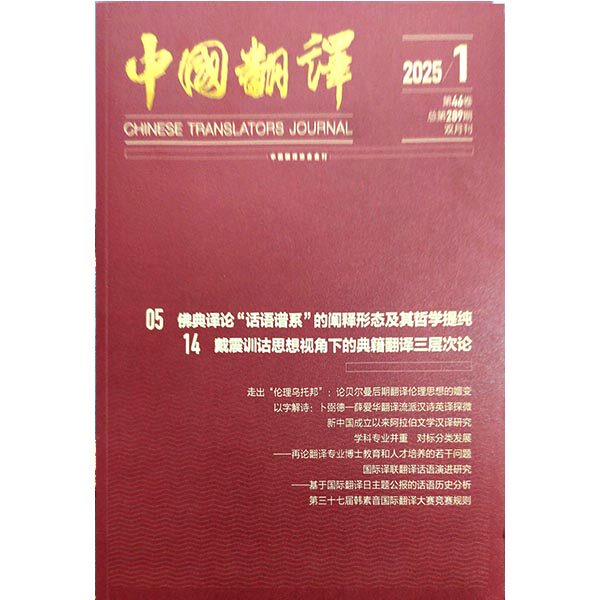 中國翻譯
2025/1
CHINESE TRANSLATORS JOURNAL
第46卷
总第289期
双月刊
中国翻译协会会刊
05 佛典译论“话语谱系”的阐释形态及其哲学提纯
14 戴震训诂思想视角下的典籍翻译三层次论
走出“伦理乌托邦”：论贝尔曼后期翻译伦理思想的嬗变
以字解诗：卜弼德—薛爱华翻译流派汉诗英译探微
新中国成立以来阿拉伯文学汉译研究
学科专业并重 对标分类发展
——再论翻译专业博士教育和人才培养的若干问题
国际译联翻译话语演进研究
——基于国际翻译日主题公报的话语历史分析
第三十七届韩素音国际翻译大赛竞赛规则